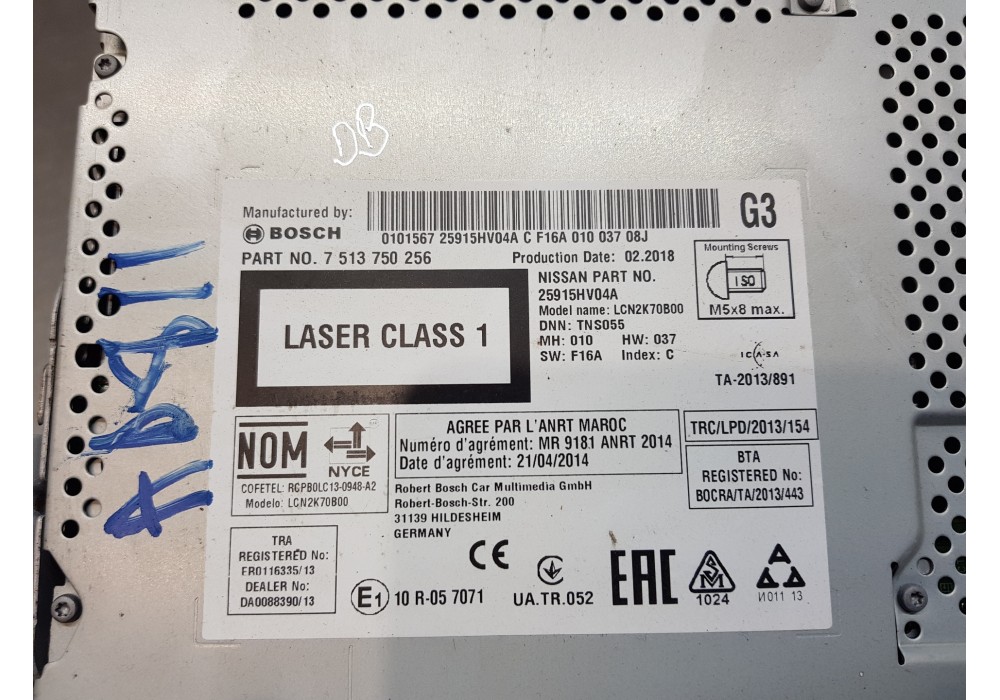 DB
Manufactured by:
BOSCH
0101567 25915HV04A C F16A 010 037 08J
G3
PART NO. 7 513 750 256
Production Date: 02.2018
NISSAN PART NO.
25915HV04A
Model name: LCN2K70B00
DNN: TNS055
MH: 010 HW: 037
SW: F16A Index: C
Mounting Screws
ISO
M5x8 max.
LASER CLASS 1
ICASA
TA-2013/891
NOM
NYCE
COFETEL: RCPBOLC13-0948-A2
Modelo: LCN2K70B00
AGREE PAR L'ANRT MAROC
Numéro d'agrément: MR 9181 ANRT 2014
Date d'agrément: 21/04/2014
TRC/LPD/2013/154
BTA
REGISTERED No:
BOCRA/TA/2013/443
Robert Bosch Car Multimedia GmbH
Robert-Bosch-Str. 200
31139 HILDESHEIM
GERMANY
TRA
REGISTERED No:
ER0116335/13
DEALER No:
DA0088390/13
CE
E1 10 R-05 7071
UA.TR.052
EAC
1024
И011 13